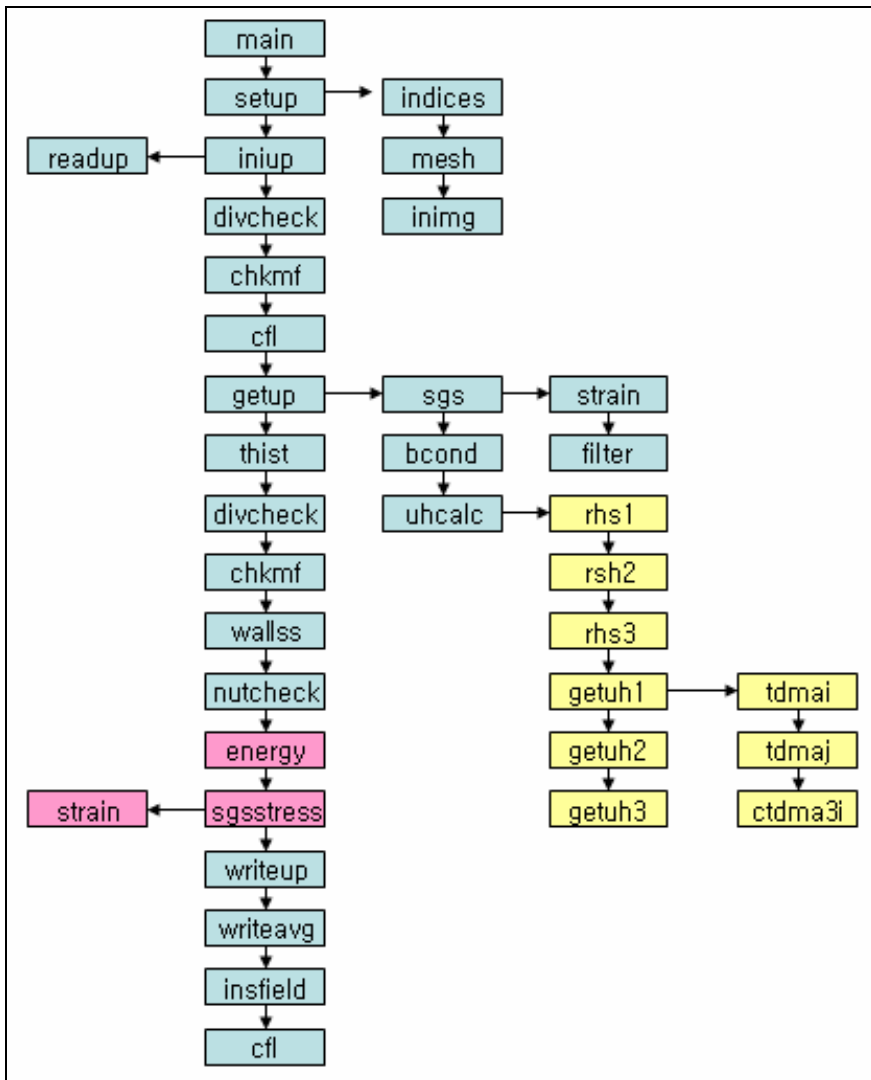 main
setup
indices
readup
iniup
mesh
divcheck
inimg
chkmf
cfl
getup
sgs
strain
thist
bcond
filter
divcheck
uhcalc
rhs1
chkmf
rsh2
wallss
rhs3
nutcheck
getuh1
tdmai
energy
getuh2
tdmaj
strain
sgsstress
getuh3
ctdma3i
writeup
writeavg
insfield
cfl